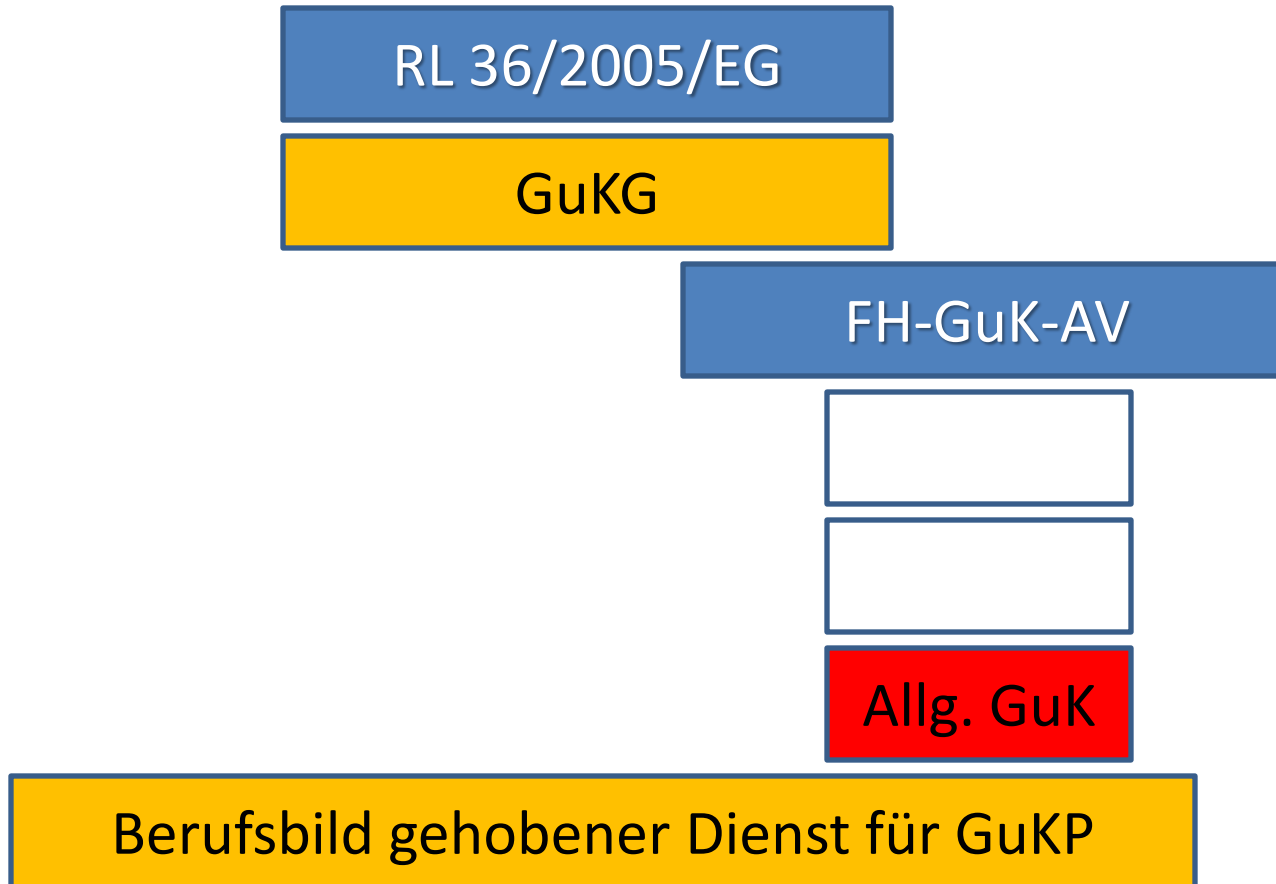 RL 36/2005/EG
GuKG
FH-GuK-AV
Allg. GuK
Berufsbild gehobener Dienst für GuKP